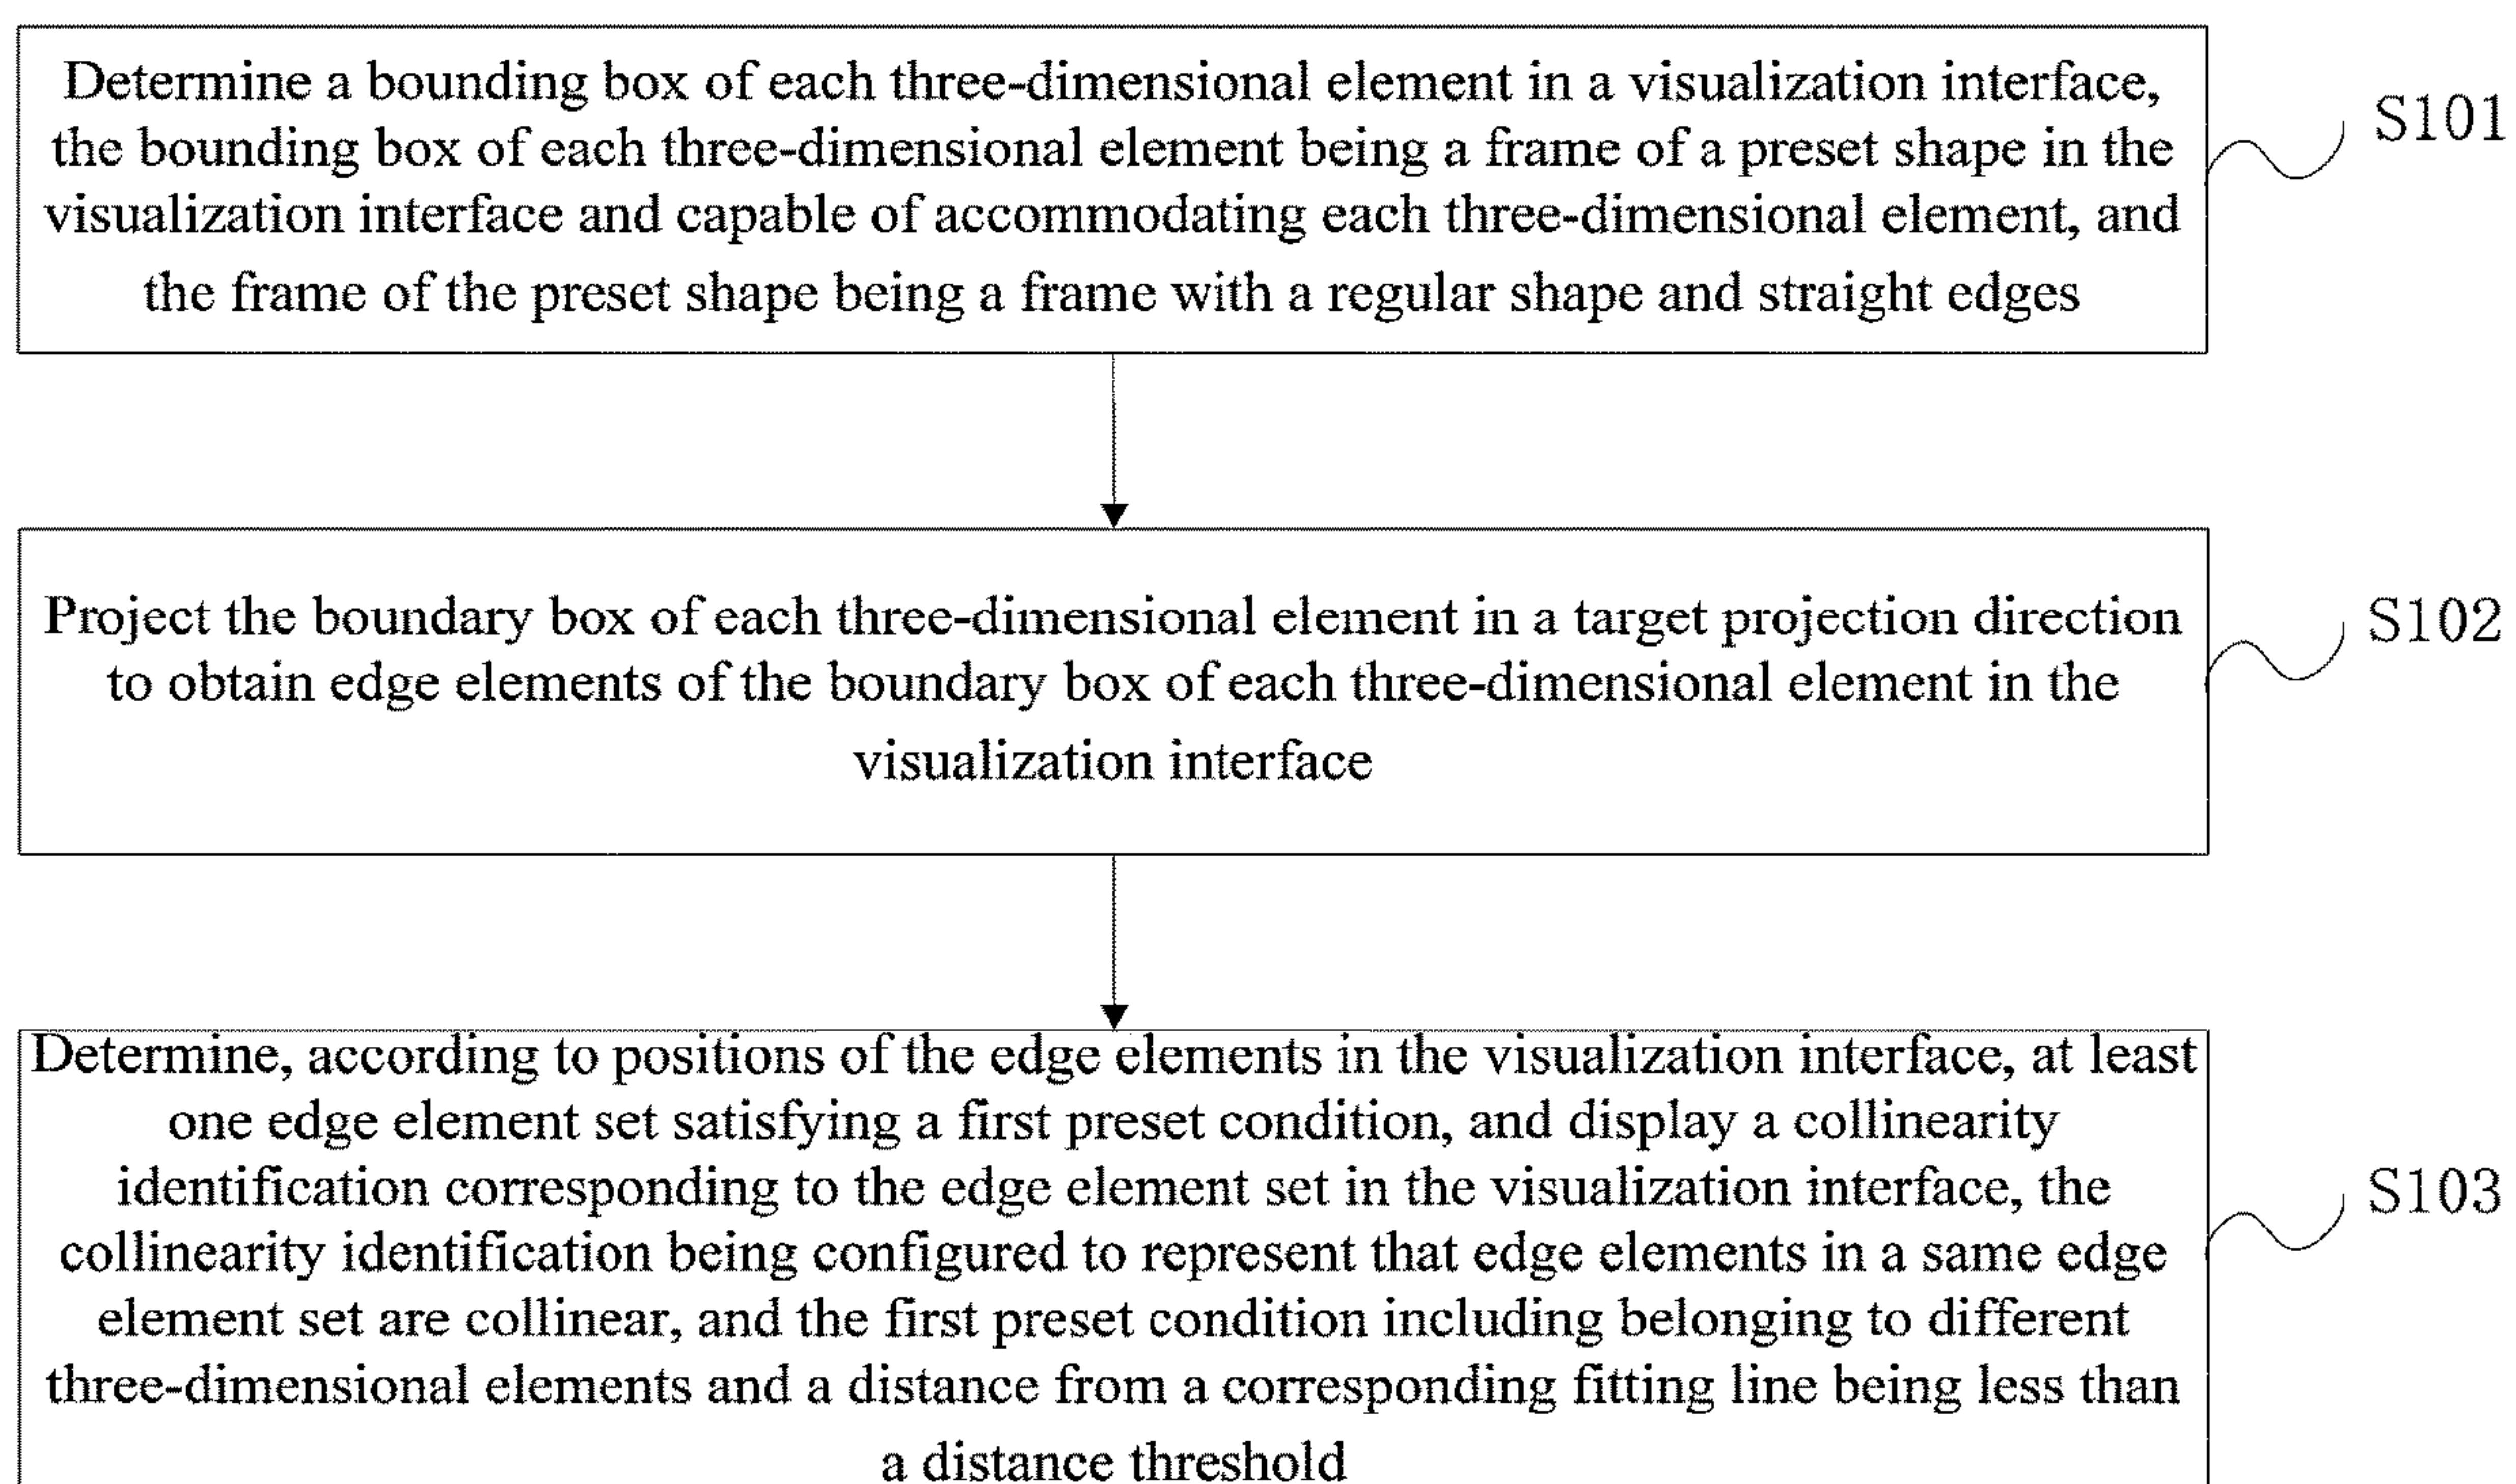 Determine a bounding box of each three-dimensional element in a visualization interface,
the bounding box of each three-dimensional element being a frame of a preset shape in the
visualization interface and capable of accommodating each three-dimensional element, and
the frame of the preset shape being a frame with a regular shape and straight edges
S101
Project the boundary box of each three-dimensional element in a target projection direction
to obtain edge elements of the boundary box of each three-dimensional element in the
visualization interface
S102
Determine, according to positions of the edge elements in the visualization interface, at least
one edge element set satisfying a first preset condition, and display a collinearity
identification corresponding to the edge element set in the visualization interface, the
collinearity identification being configured to represent that edge elements in a same edge
element set are collinear, and the first preset condition including belonging to different
three-dimensional elements and a distance from a corresponding fitting line being less than
a distance threshold
S103